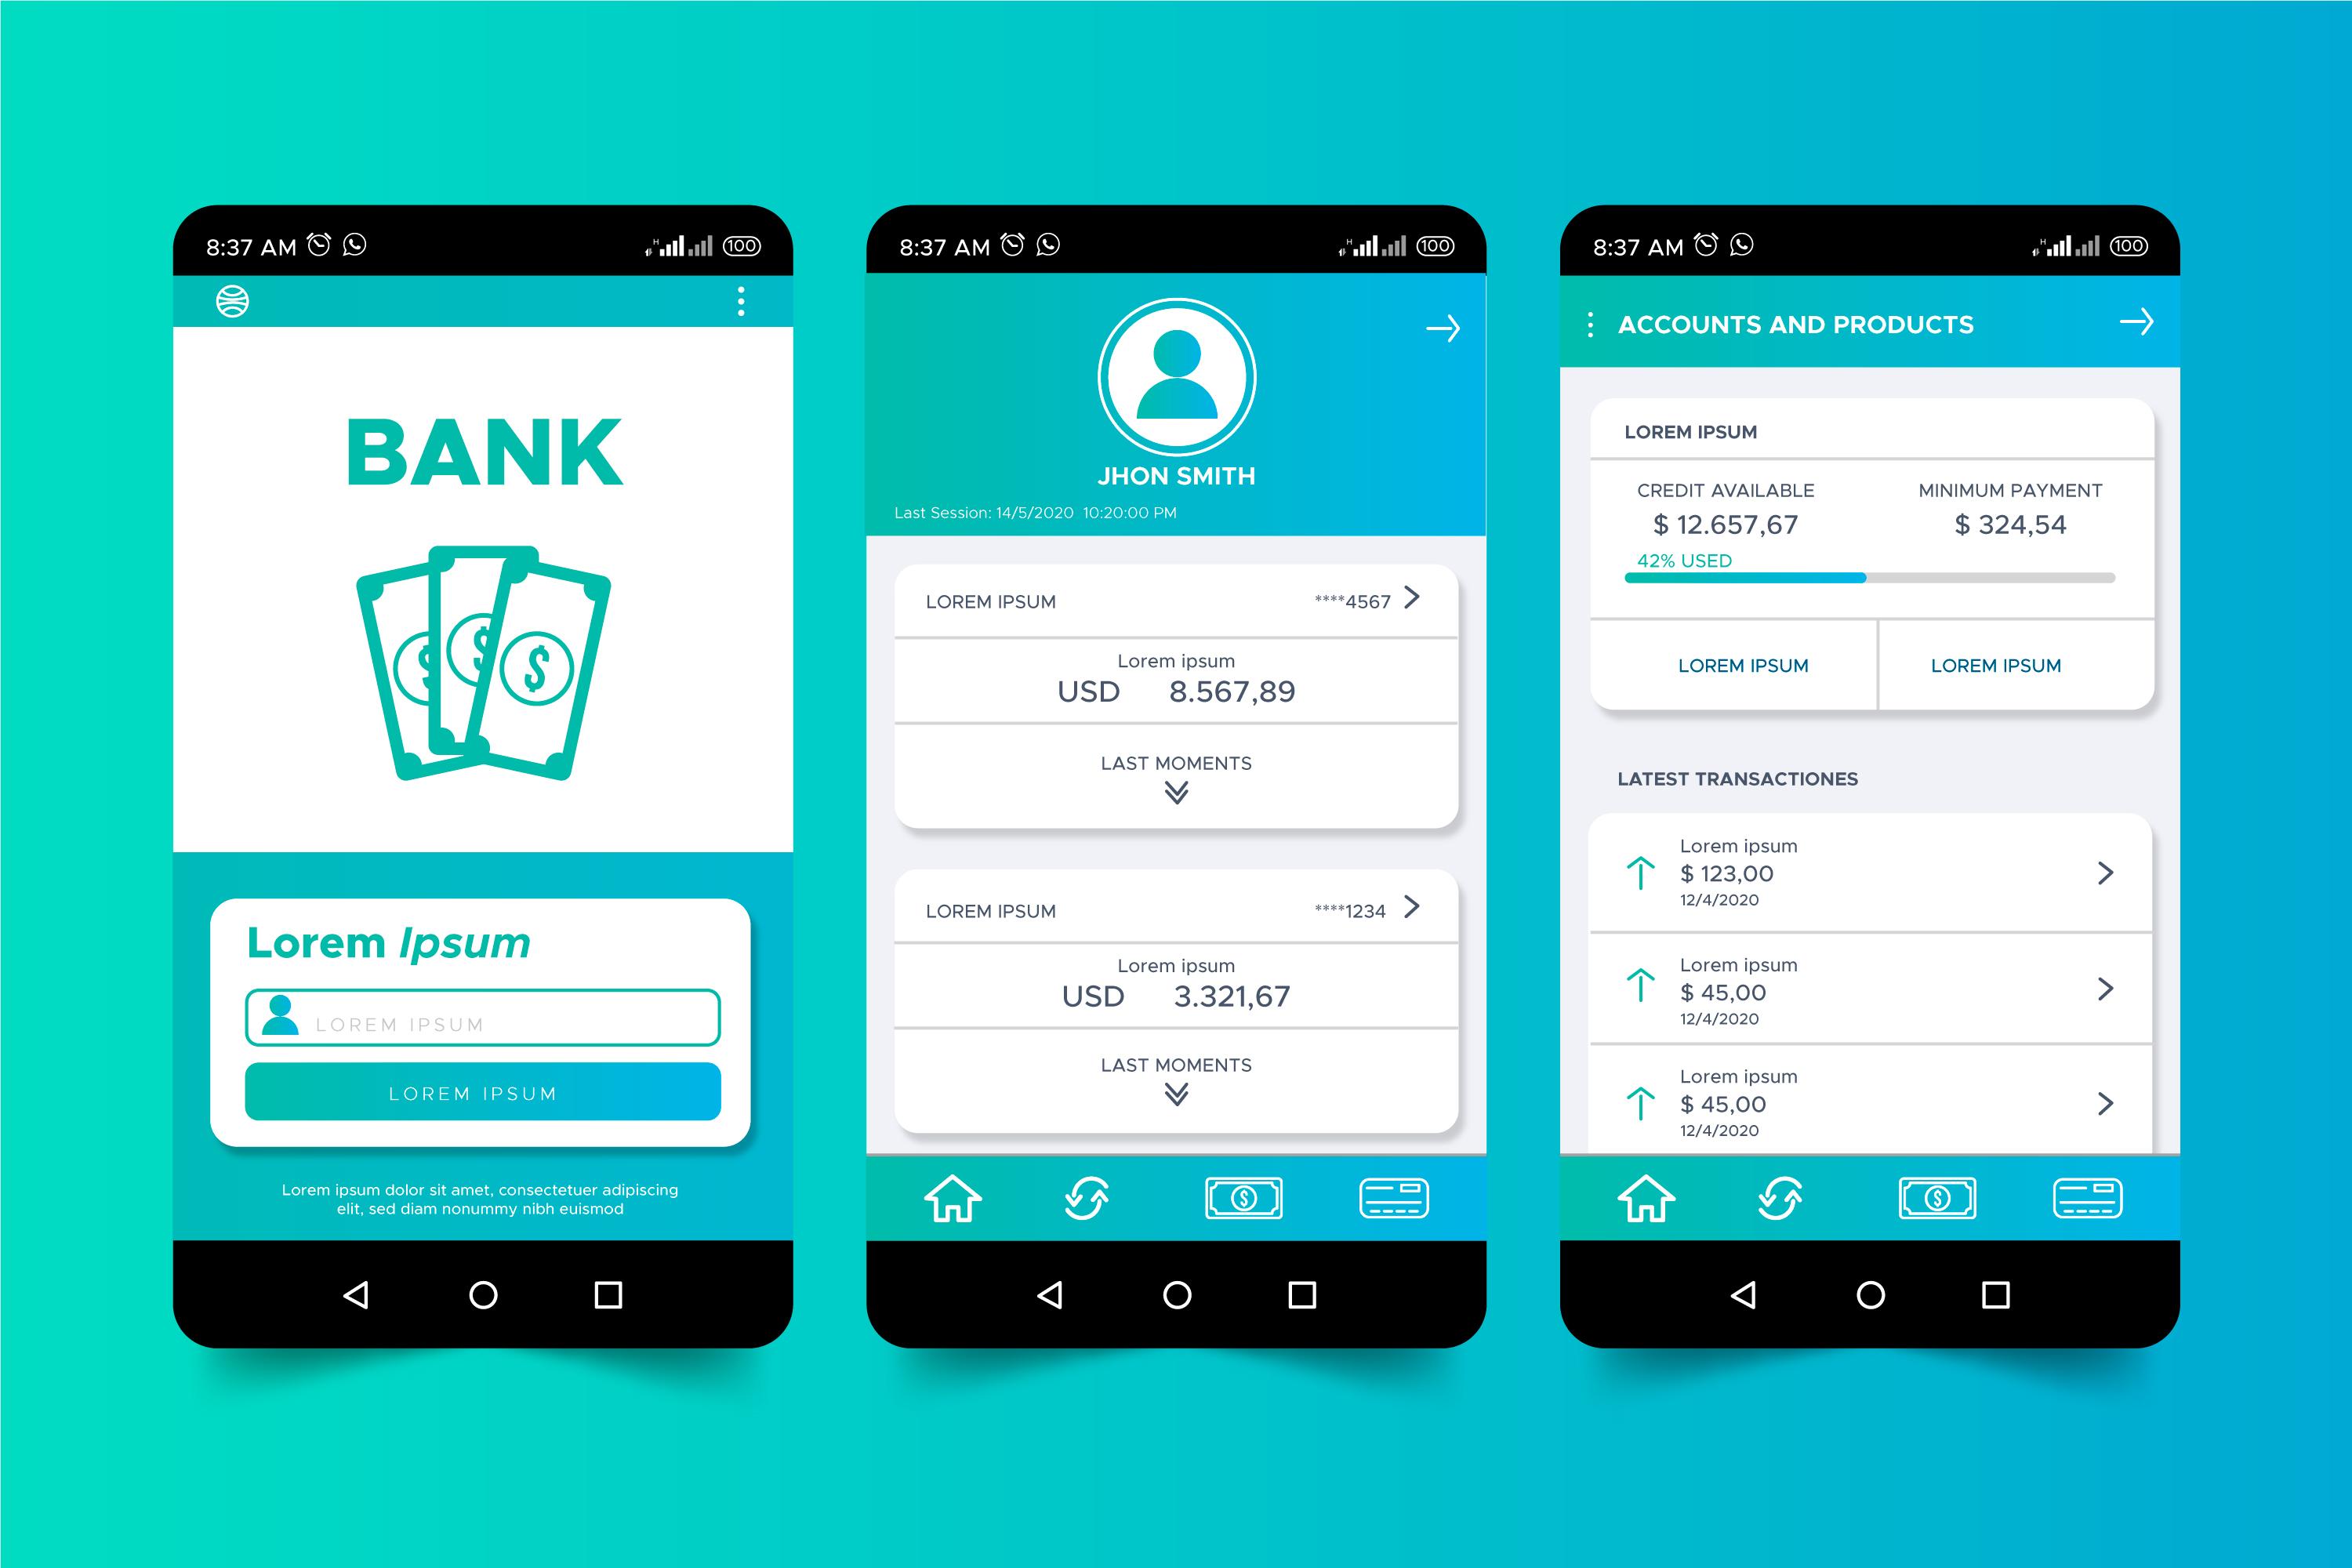 8:37 AM
H
100
BANK
$ $ $
Lorem Ipsum
LOREM IPSUM
LOREM IPSUM
Lorem ipsum dolor sit amet, consectetuer adipiscing
elit, sed diam nonummy nibh euismod
8:37 AM
H
100
JHON SMITH
Last Session: 14/5/2020 10:20:00 PM
LOREM IPSUM ****4567
Lorem ipsum
USD 8.567,89
LAST MOMENTS
LOREM IPSUM ****1234
Lorem ipsum
USD 3.321,67
LAST MOMENTS
$
8:37 AM
H
100
ACCOUNTS AND PRODUCTS
LOREM IPSUM
CREDIT AVAILABLE MINIMUM PAYMENT
$ 12.657,67 $ 324,54
42% USED
LOREM IPSUM LOREM IPSUM
LATEST TRANSACTIONES
Lorem ipsum
$ 123,00
12/4/2020
Lorem ipsum
$ 45,00
12/4/2020
Lorem ipsum
$ 45,00
12/4/2020
$